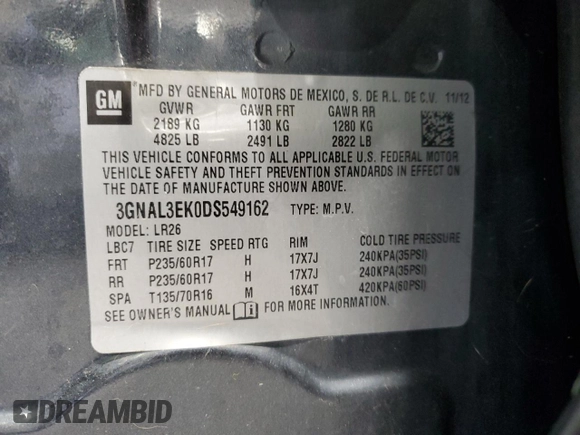 GM
MFD BY GENERAL MOTORS DE MEXICO, S. DE R.L. DE C.V. 11/12
GVWR GAWR FRT GAWR RR
2189 KG 1130 KG 1280 KG
4825 LB 2491 LB 2822 LB
THIS VEHICLE CONFORMS TO ALL APPLICABLE U.S. FEDERAL MOTOR
VEHICLE SAFETY AND THEFT PREVENTION STANDARDS IN EFFECT ON
THE DATE OF MANUFACTURE SHOWN ABOVE.
3GNAL3EK0DS549162 TYPE: M.P.V.
MODEL: LR26
LBC7 TIRE SIZE SPEED RTG RIM COLD TIRE PRESSURE
FRT P235/60R17 H 17X7J 240KPA(35PSI)
RR P235/60R17 H 17X7J 240KPA(35PSI)
SPA T135/70R16 M 16X4T 420KPA(60PSI)
SEE OWNER'S MANUAL FOR MORE INFORMATION.
DREAMBID